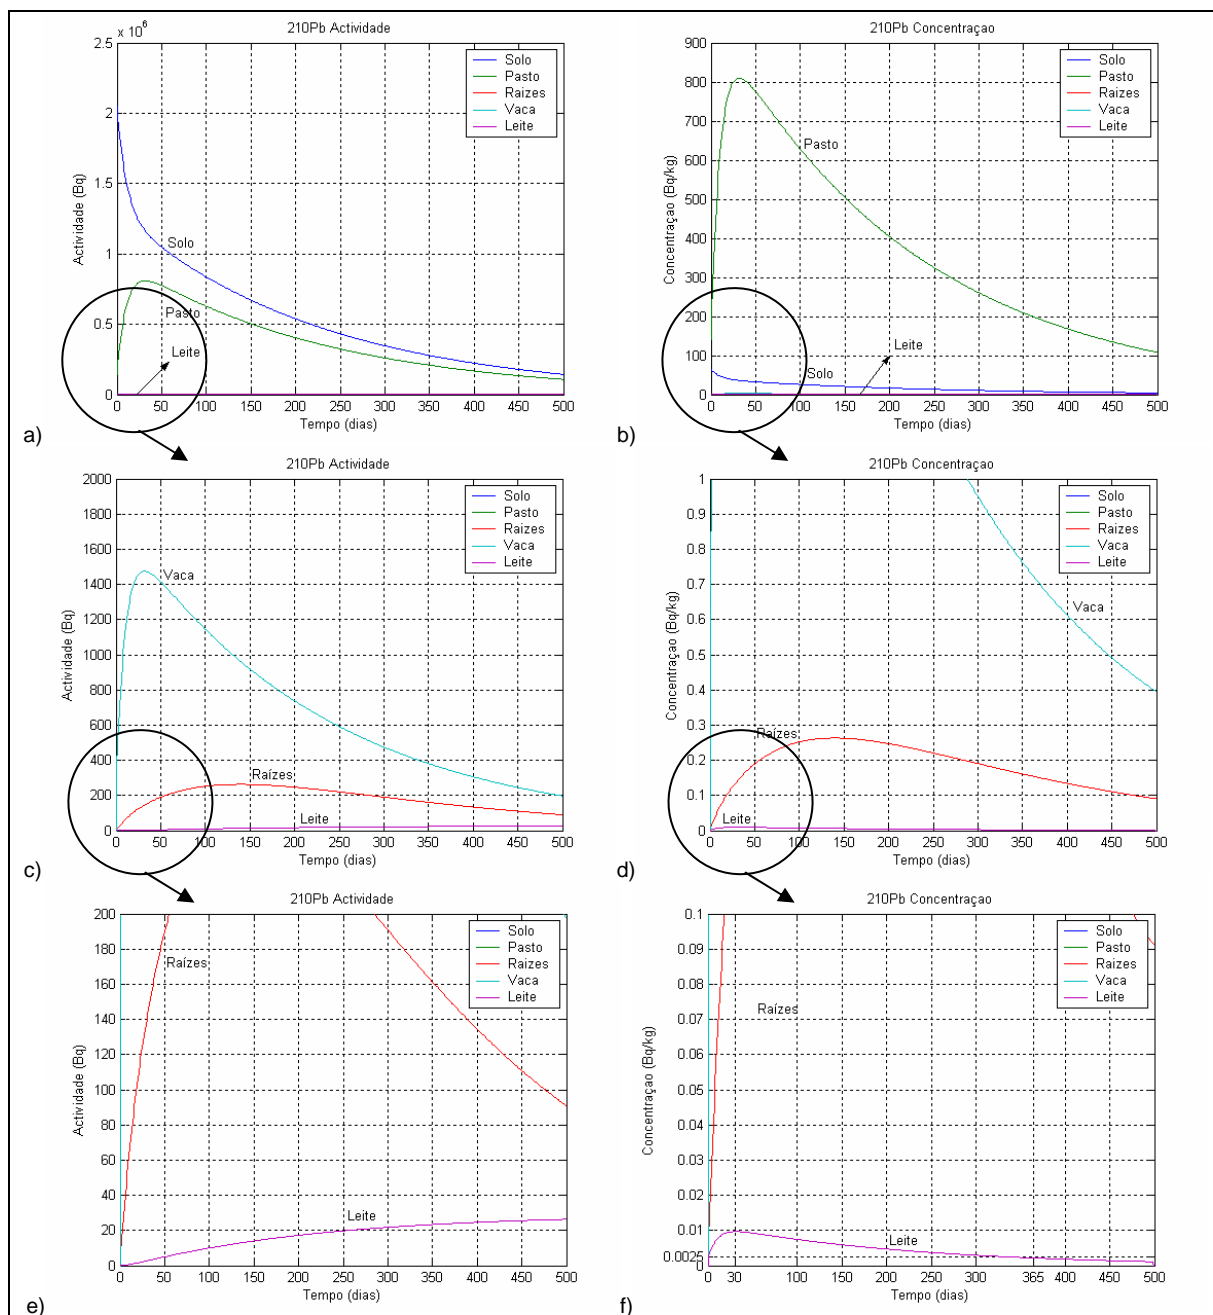 210Pb Actividade
x 10^6
2.5
2
1.5
1
0.5
0
Actividade (Bq)
0 50 100 150 200 250 300 350 400 450 500
Tempo (dias)
Solo
Pasto
Raizes
Vaca
Leite
Solo
Pasto
Leite
a)
210Pb Concentraçao
900
800
700
600
500
400
300
200
100
0
Concentraçao (Bq/kg)
0 50 100 150 200 250 300 350 400 450 500
Tempo (dias)
Solo
Pasto
Raizes
Vaca
Leite
Pasto
Leite
Solo
b)
210Pb Actividade
2000
1800
1600
1400
1200
1000
800
600
400
200
0
Actividade (Bq)
0 50 100 150 200 250 300 350 400 450 500
Tempo (dias)
Solo
Pasto
Raizes
Vaca
Leite
Vaca
Raízes
Leite
c)
210Pb Concentraçao
1
0.9
0.8
0.7
0.6
0.5
0.4
0.3
0.2
0.1
0
Concentraçao (Bq/kg)
0 50 100 150 200 250 300 350 400 450 500
Tempo (dias)
Solo
Pasto
Raizes
Vaca
Leite
Vaca
Raízes
Leite
d)
210Pb Actividade
200
180
160
140
120
100
80
60
40
20
0
Actividade (Bq)
0 50 100 150 200 250 300 350 400 450 500
Tempo (dias)
Solo
Pasto
Raizes
Vaca
Leite
Raízes
Leite
e)
210Pb Concentraçao
0.1
0.09
0.08
0.07
0.06
0.05
0.04
0.03
0.02
0.01
0.0025
Concentraçao (Bq/kg)
0 30 100 150 200 250 300 365 400 450 500
Tempo (dias)
Solo
Pasto
Raizes
Vaca
Leite
Raízes
Leite
f)